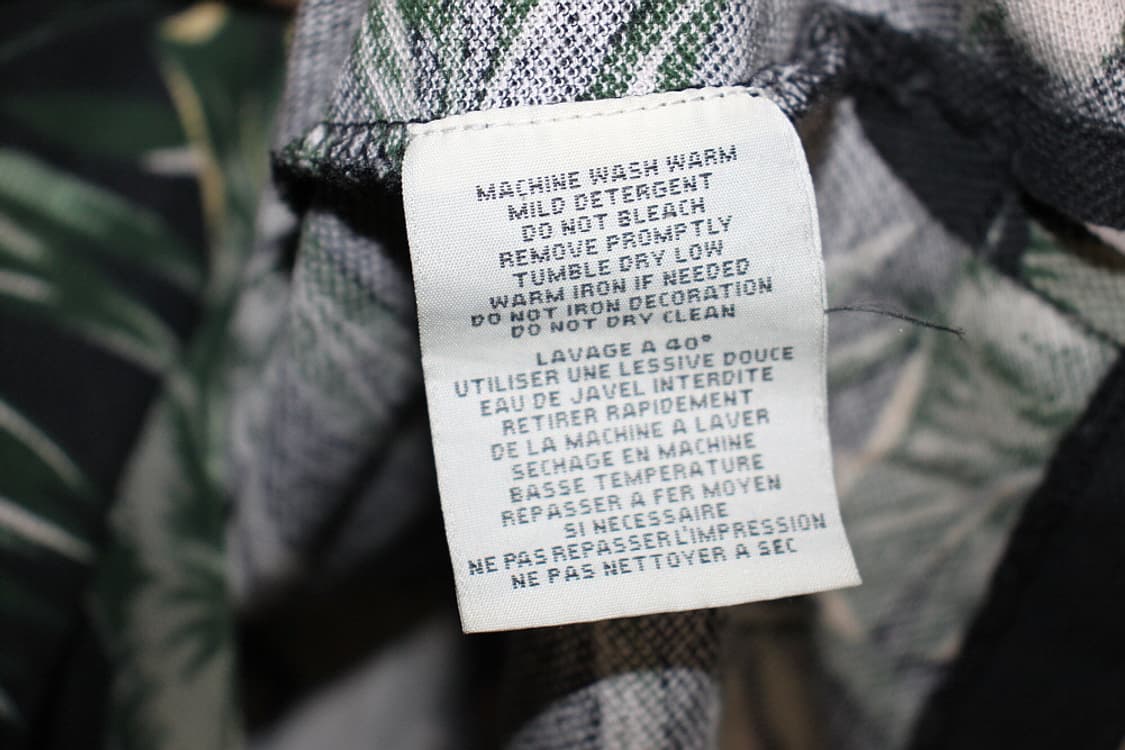 MACHINE WASH WARM
MILD DETERGENT
DO NOT BLEACH
REMOVE PROMPTLY
TUMBLE DRY LOW
WARM IRON IF NEEDED
DO NOT IRON DECORATION
DO NOT DRY CLEAN
LAVAGE A 40°
UTILISER UNE LESSIVE DOUCE
EAU DE JAVEL INTERDITE
RETIRER RAPIDEMENT
DE LA MACHINE A LAVER
SECHAGE EN MACHINE
BASSE TEMPERATURE
REPASSER A FER MOYEN
SI NECESSAIRE
NE PAS REPASSER L'IMPRESSION
NE PAS NETTOYER A SEC